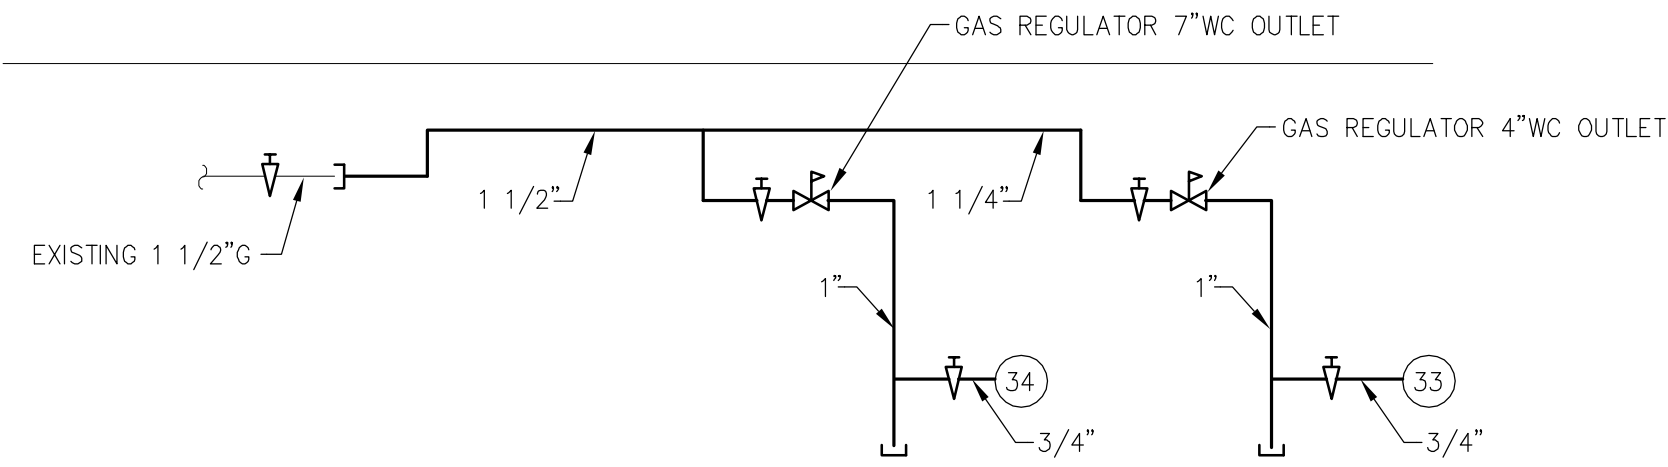 GAS REGULATOR 7"WC OUTLET
GAS REGULATOR 4"WC OUTLET
1 1/2"
1 1/4"
EXISTING 1 1/2"G
1"
1"
34
33
3/4"
3/4"